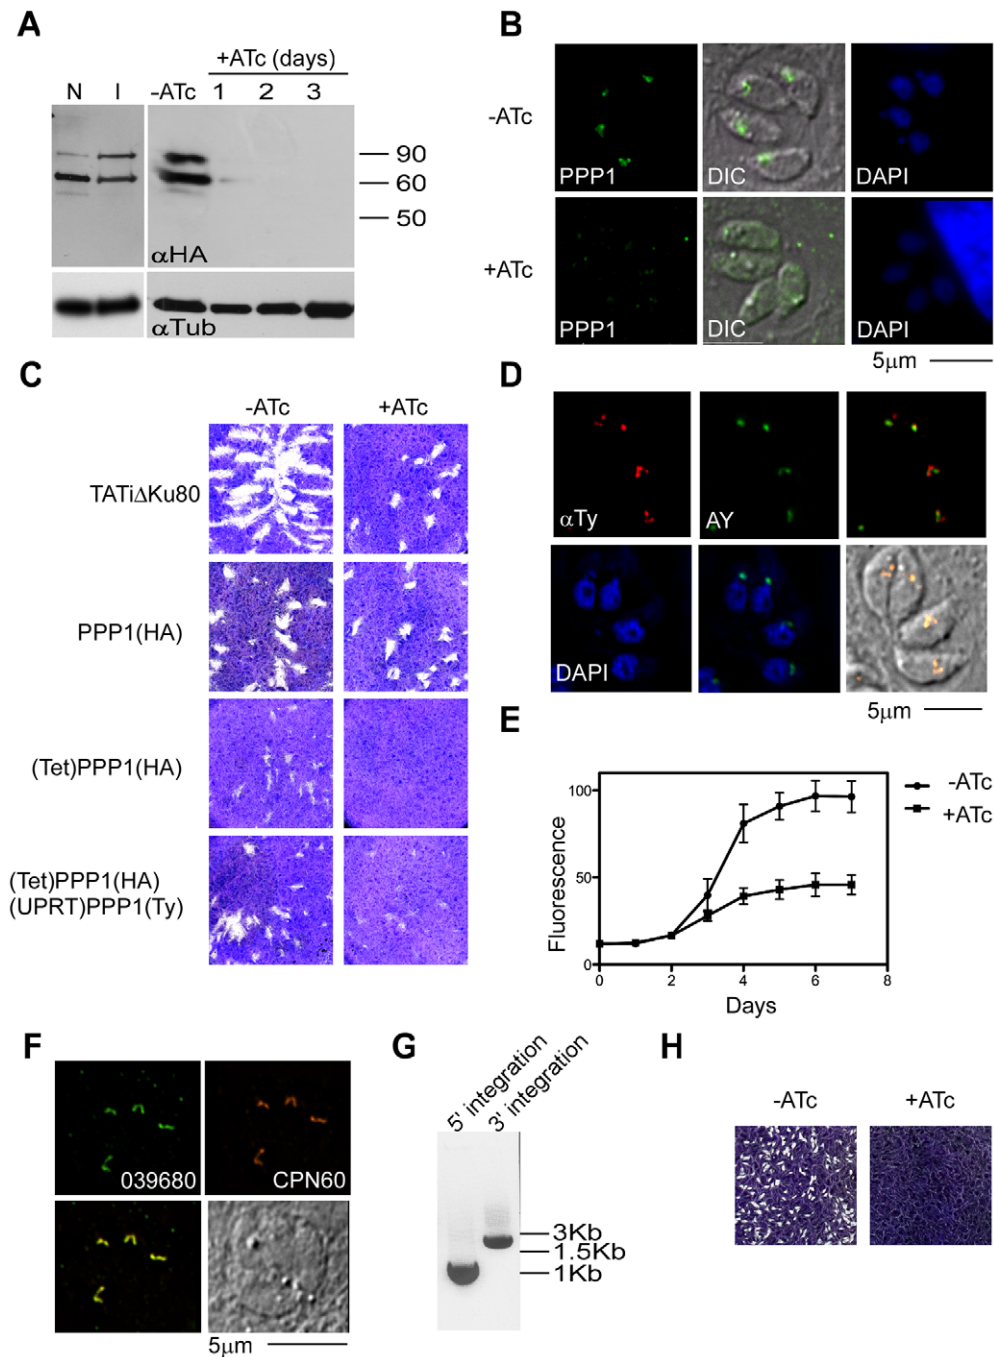 A
+ATc (days)
N I -ATc 1 2 3
90
60
50
αHA
αTub
B
-ATc
PPP1 DIC DAPI
+ATc
PPP1 DIC DAPI
5μm
C
-ATc +ATc
TATiΔKu80
PPP1(HA)
(Tet)PPP1(HA)
(Tet)PPP1(HA)
(UPRT)PPP1(Ty)
D
αTy AY
DAPI
5μm
E
Fluorescence
100
50
0
0 2 4 6 8
Days
-ATc
+ATc
F
039680 CPN60
5μm
G
5' integration
3' integration
3Kb
1.5Kb
1Kb
H
-ATc +ATc